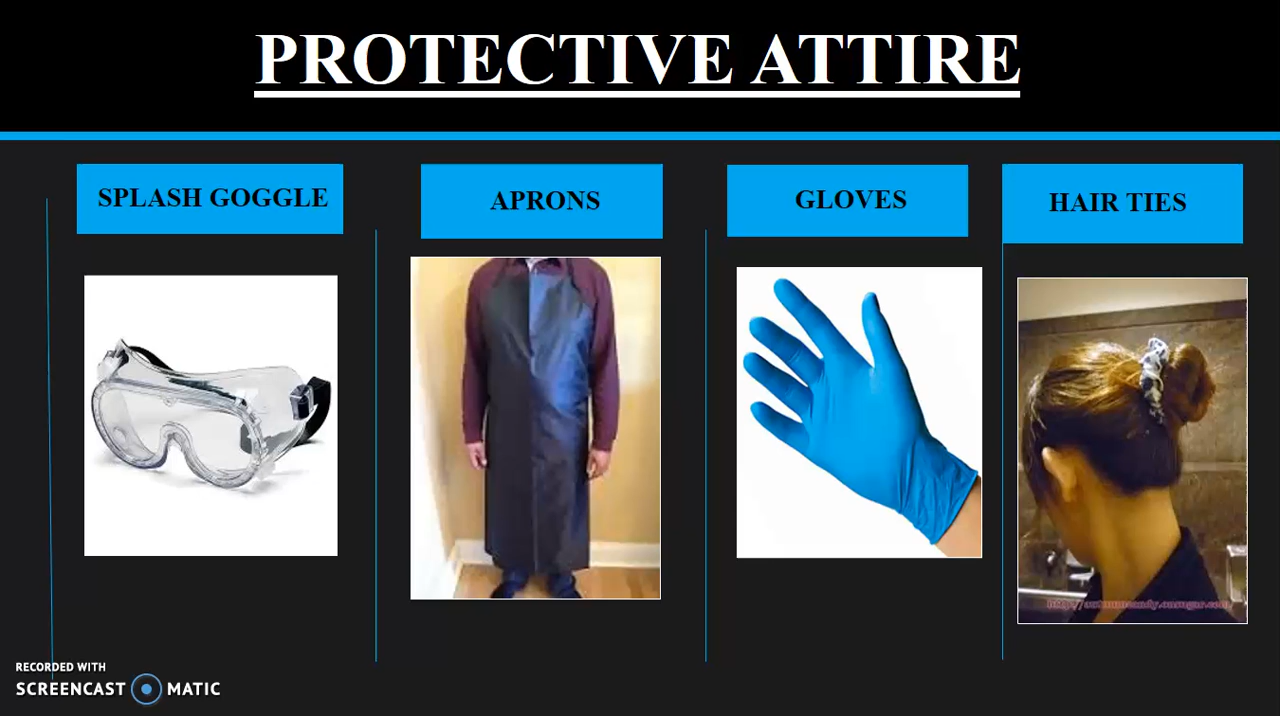 PROTECTIVE ATTIRE
SPLASH GOGGLE
APRONS
GLOVES
HAIR TIES
RECORDED WITH
SCREENCAST MATIC